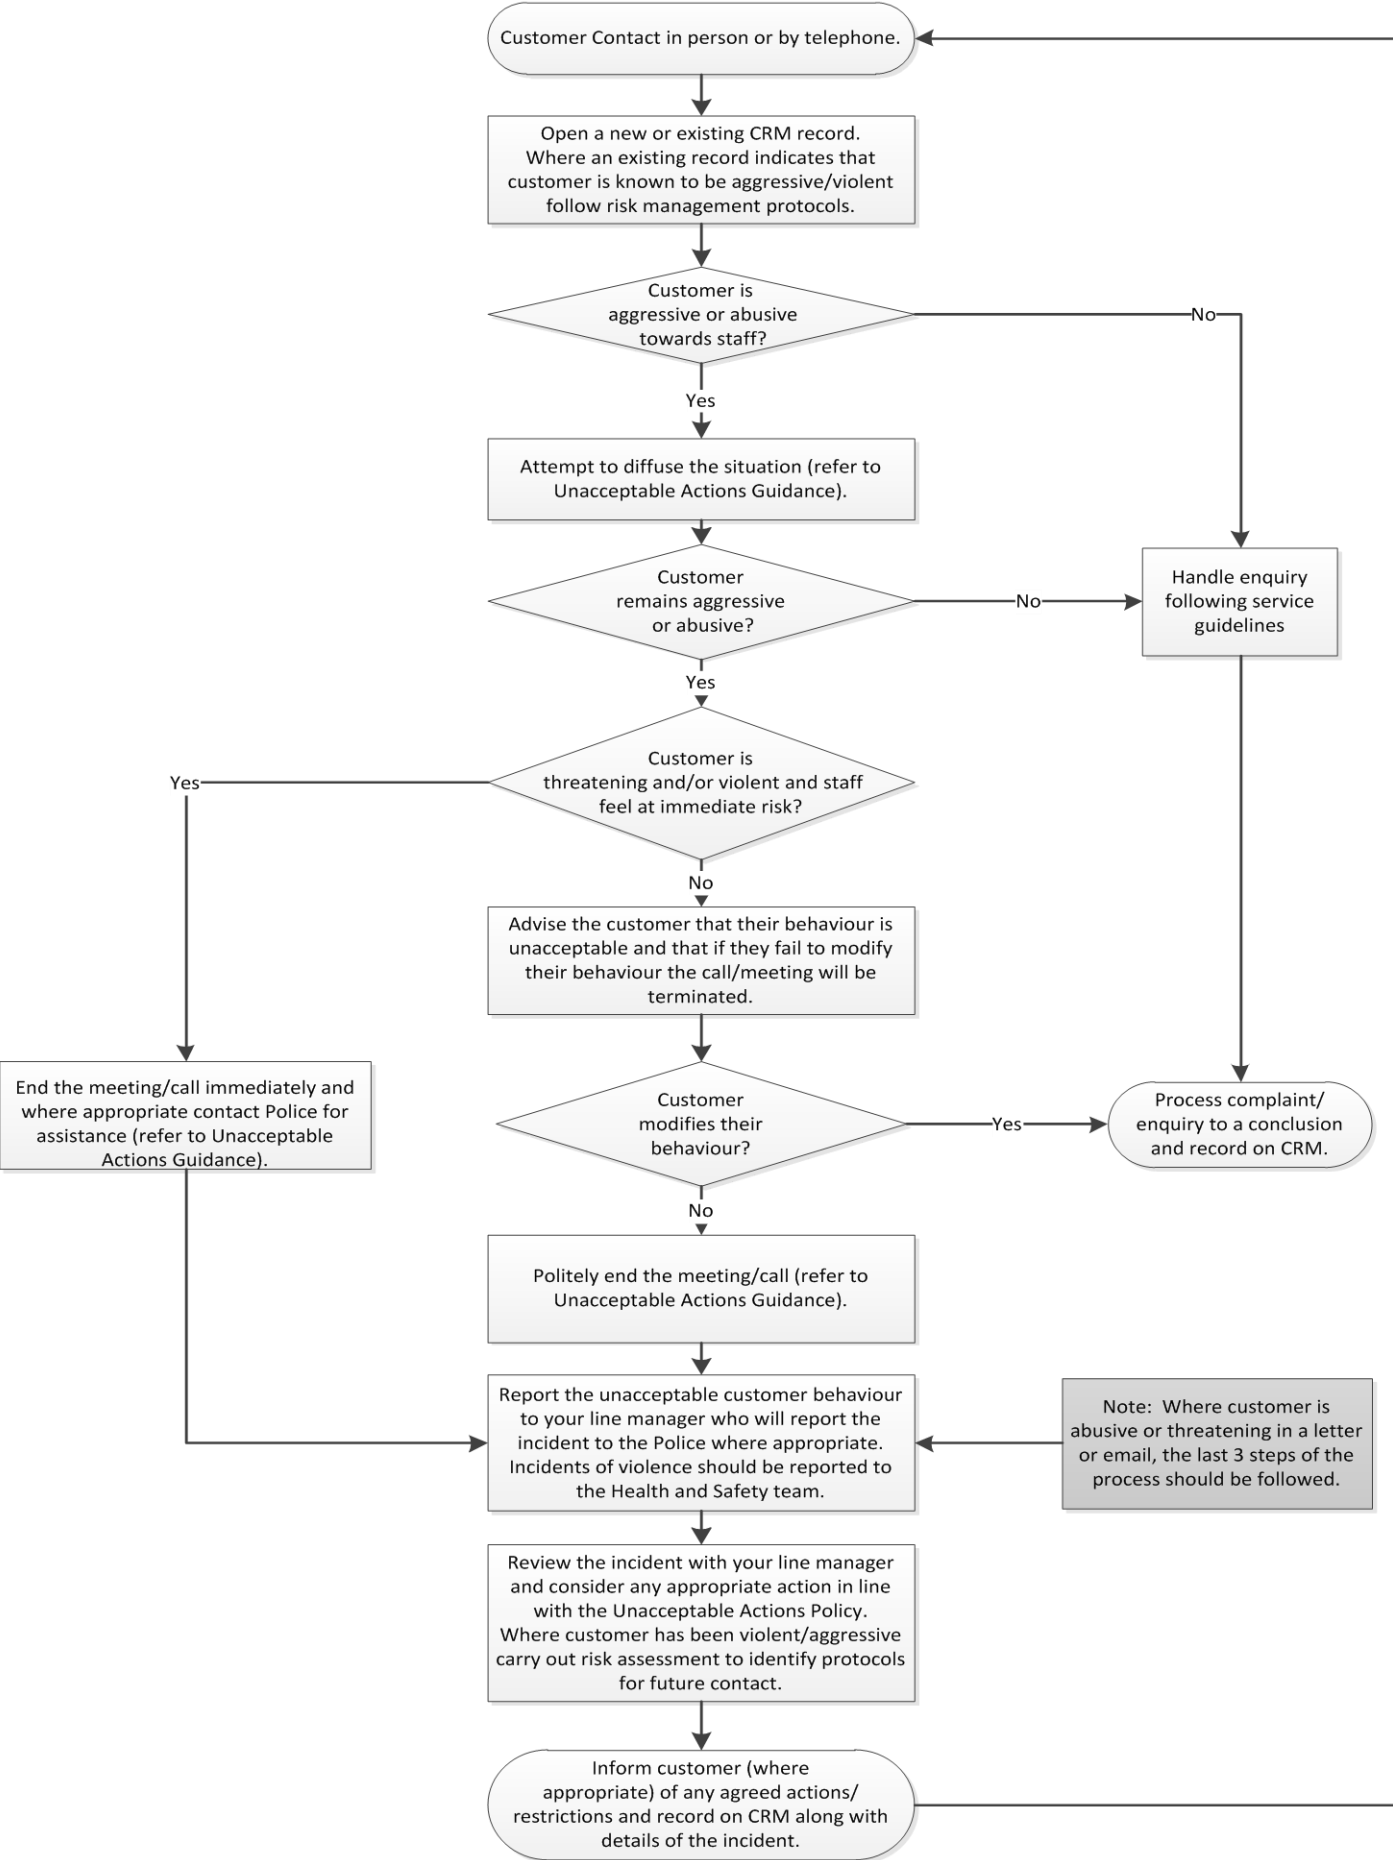 Customer Contact in person or by telephone.
Open a new or existing CRM record.
Where an existing record indicates that
customer is known to be aggressive/violent
follow risk management protocols.
Customer is
aggressive or abusive
towards staff?
No
Yes
Attempt to diffuse the situation (refer to
Unacceptable Actions Guidance).
Customer
remains aggressive
or abusive?
No
Handle enquiry
following service
guidelines
Yes
Customer is
threatening and/or violent and staff
feel at immediate risk?
Yes
No
Advise the customer that their behaviour is
unacceptable and that if they fail to modify
their behaviour the call/meeting will be
terminated.
End the meeting/call immediately and
where appropriate contact Police for
assistance (refer to Unacceptable
Actions Guidance).
Customer
modifies their
behaviour?
Yes
Process complaint/
enquiry to a conclusion
and record on CRM.
No
Politely end the meeting/call (refer to
Unacceptable Actions Guidance).
Report the unacceptable customer behaviour
to your line manager who will report the
incident to the Police where appropriate.
Incidents of violence should be reported to
the Health and Safety team.
Note:  Where customer is
abusive or threatening in a letter
or email, the last 3 steps of the
process should be followed.
Review the incident with your line manager
and consider any appropriate action in line
with the Unacceptable Actions Policy.
Where customer has been violent/aggressive
carry out risk assessment to identify protocols
for future contact.
Inform customer (where
appropriate) of any agreed actions/
restrictions and record on CRM along with
details of the incident.